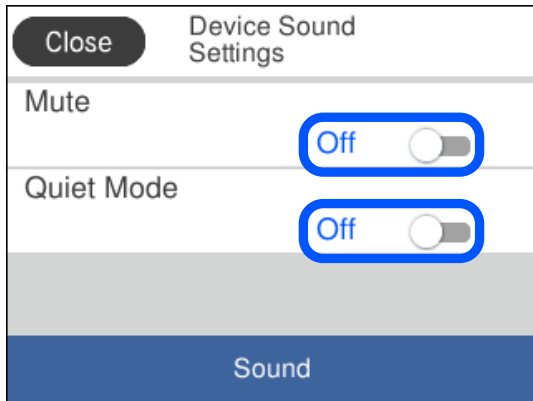 Close
Device Sound
Settings
Mute
Off
Quiet Mode
Off
Sound